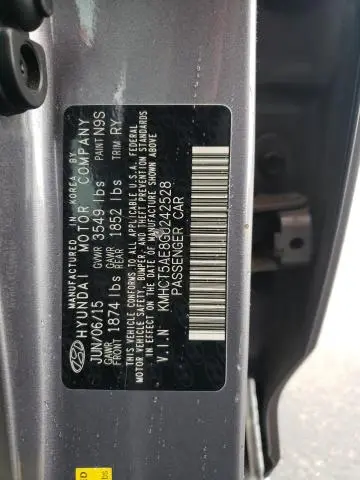 MANUFACTURED IN KOREA BY
HYUNDAI MOTOR COMPANY
JUN/06/15 GVWR 3549 lbs PAINT N9S
GAWR FRONT 1874 lbs GAWR REAR 1852 lbs TRIM RY
THIS VEHICLE CONFORMS TO ALL APPLICABLE U.S.A. FEDERAL
MOTOR VEHICLE SAFETY, BUMPER, AND THEFT PREVENTION STANDARDS
IN EFFECT ON THE DATE OF MANUFACTURE SHOWN ABOVE
V.I.N KMHCT5AE8GU242528
PASSENGER CAR